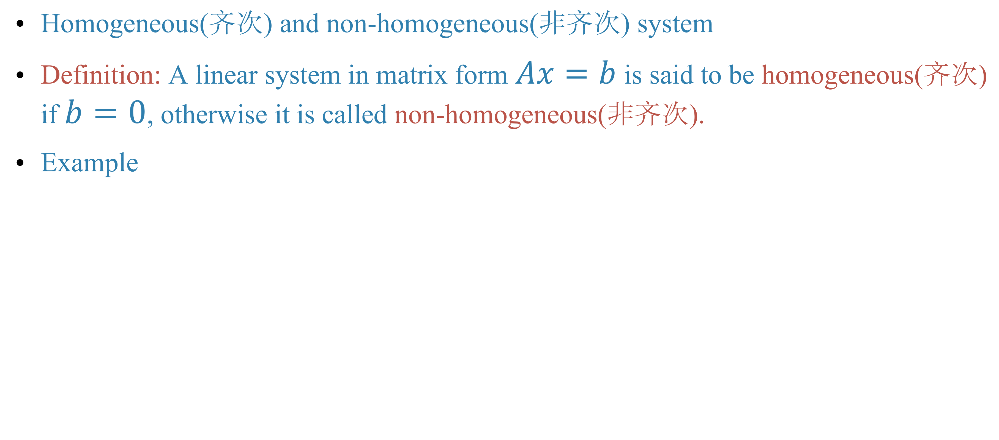 • Homogeneous(齐次) and non-homogeneous(非齐次) system
• Definition: A linear system in matrix form Ax = b is said to be homogeneous(齐次)
if b = 0, otherwise it is called non-homogeneous(非齐次).
• Example